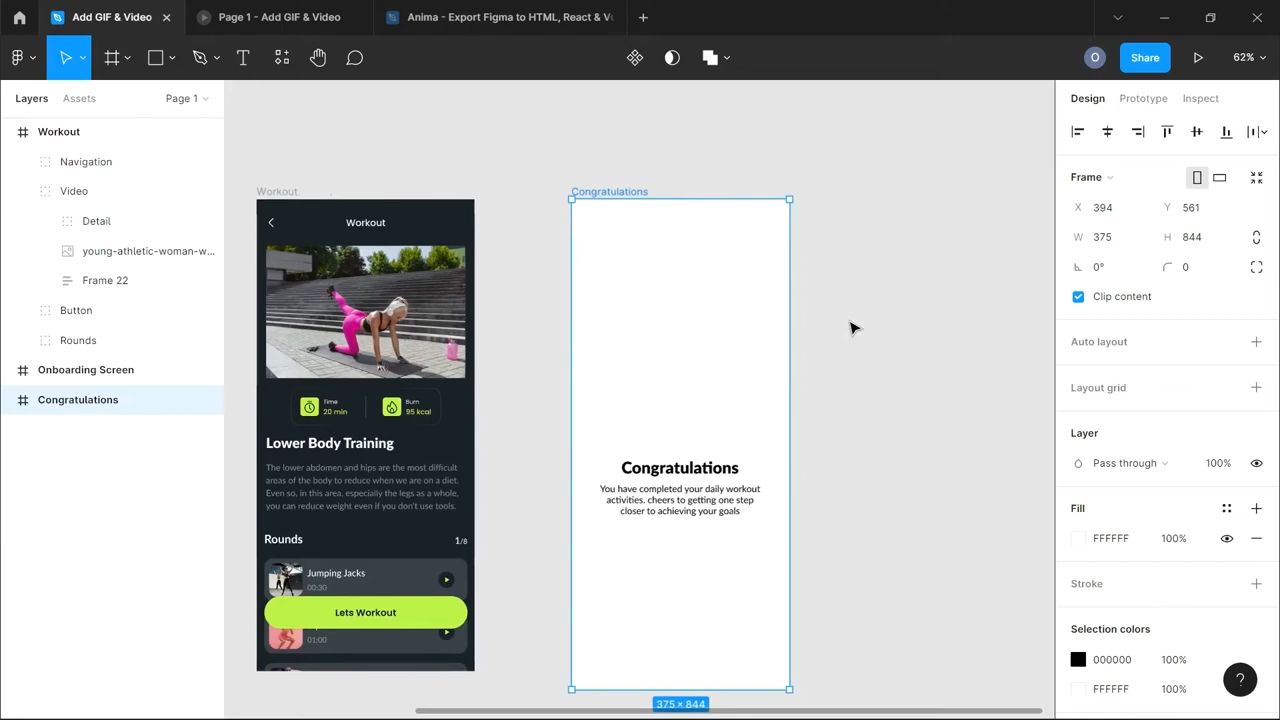 Add GIF & Video
Page 1 - Add GIF & Video
Anima - Export Figma to HTML, React & Vu
O
Share
62%
Layers
Assets
Page 1
Workout
Navigation
Video
Detail
young-athletic-woman-w...
Frame 22
Button
Rounds
Onboarding Screen
Congratulations
Workout
Workout
Time
20 min
Burn
95 kcal
Lower Body Training
The lower abdomen and hips are the most difficult
areas of the body to reduce when we are on a diet.
Even so, in this area, especially the legs as a whole,
you can reduce weight even if you don't use tools.
Rounds
1/8
Jumping Jacks
00:30
Lets Workout
01:00
Congratulations
Congratulations
You have completed your daily workout
activities. cheers to getting one step
closer to achieving your goals
375 × 844
Design
Prototype
Inspect
Frame
X 394
Y 561
W 375
H 844
0°
0
Clip content
Auto layout
Layout grid
Layer
Pass through
100%
Fill
FFFFFF
100%
Stroke
Selection colors
000000
100%
FFFFFF
100%
?